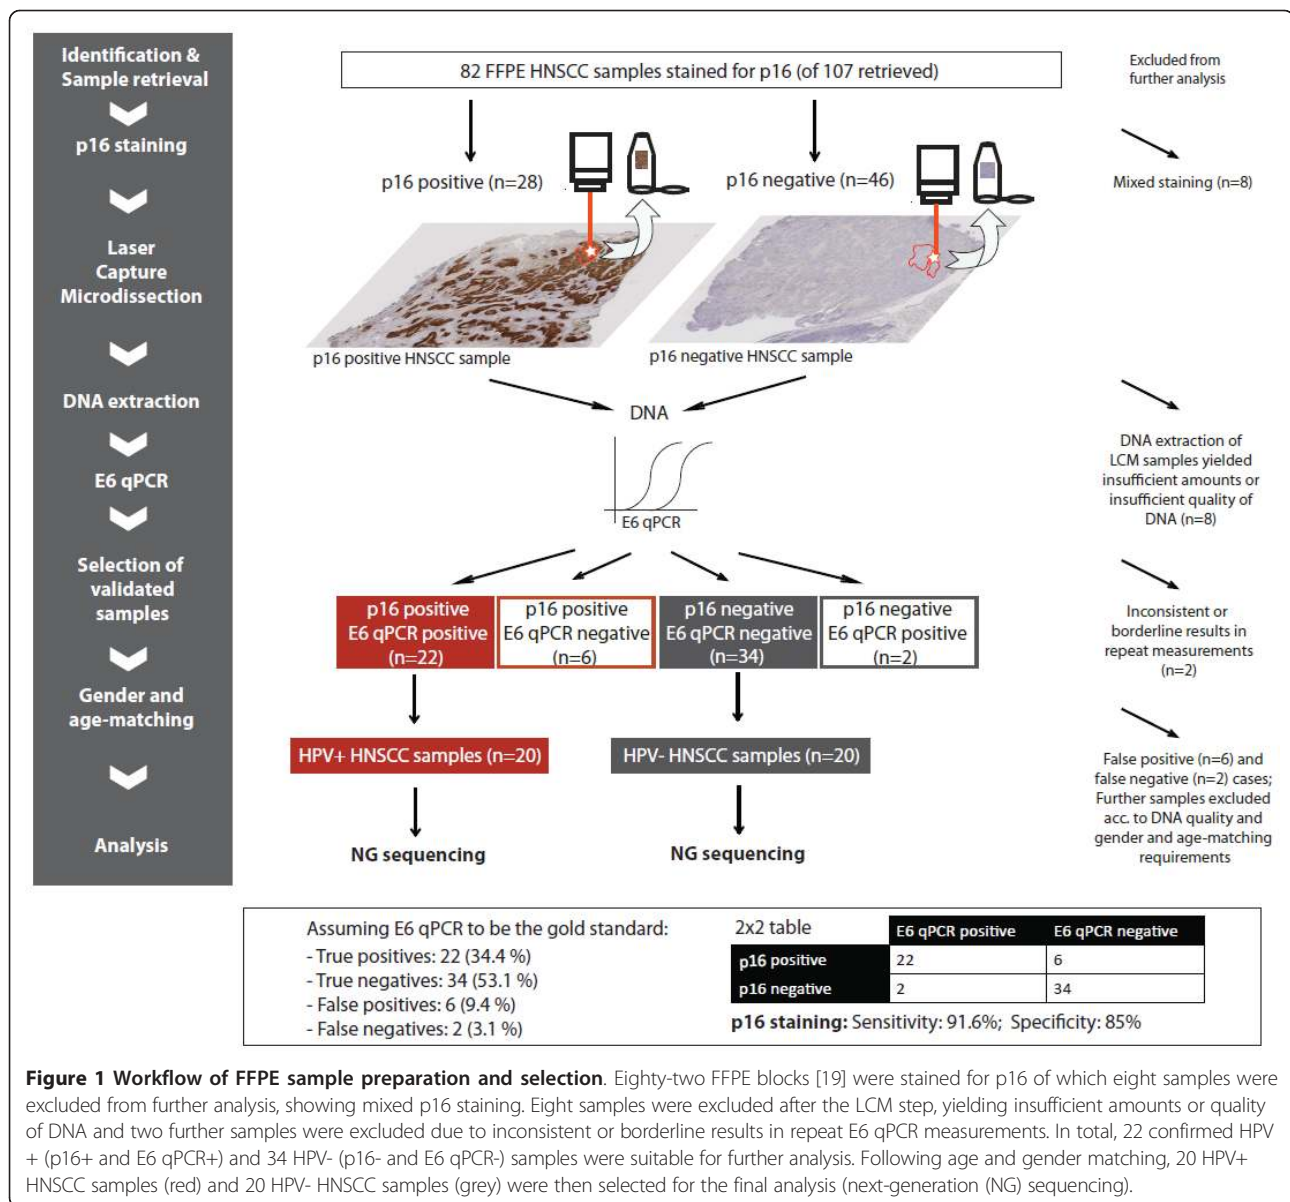 Identification &
Sample retrieval
p16 staining
Laser
Capture
Microdissection
DNA extraction
E6 qPCR
Selection of
validated
samples
Gender and
age-matching
Analysis
82 FFPE HNSCC samples stained for p16 (of 107 retrieved)
p16 positive (n=28)
p16 negative (n=46)
p16 positive HNSCC sample
p16 negative HNSCC sample
DNA
E6 qPCR
p16 positive
E6 qPCR positive
(n=22)
p16 positive
E6 qPCR negative
(n=6)
p16 negative
E6 qPCR negative
(n=34)
p16 negative
E6 qPCR positive
(n=2)
HPV+ HNSCC samples (n=20)
HPV- HNSCC samples (n=20)
NG sequencing
NG sequencing
Excluded from
further analysis
Mixed staining (n=8)
DNA extraction of
LCM samples yielded
insufficient amounts or
insufficient quality of
DNA (n=8)
Inconsistent or
borderline results in
repeat measurements
(n=2)
False positive (n=6) and
false negative (n=2) cases;
Further samples excluded
acc. to DNA quality and
gender and age-matching
requirements
Assuming E6 qPCR to be the gold standard:
- True positives: 22 (34.4 %)
- True negatives: 34 (53.1 %)
- False positives: 6 (9.4 %)
- False negatives: 2 (3.1 %)
2x2 table
E6 qPCR positive E6 qPCR negative
p16 positive 22 6
p16 negative 2 34
p16 staining: Sensitivity: 91.6%; Specificity: 85%
Figure 1 Workflow of FFPE sample preparation and selection. Eighty-two FFPE blocks [19] were stained for p16 of which eight samples were
excluded from further analysis, showing mixed p16 staining. Eight samples were excluded after the LCM step, yielding insufficient amounts or quality
of DNA and two further samples were excluded due to inconsistent or borderline results in repeat E6 qPCR measurements. In total, 22 confirmed HPV
+ (p16+ and E6 qPCR+) and 34 HPV- (p16- and E6 qPCR-) samples were suitable for further analysis. Following age and gender matching, 20 HPV+
HNSCC samples (red) and 20 HPV- HNSCC samples (grey) were then selected for the final analysis (next-generation (NG) sequencing).